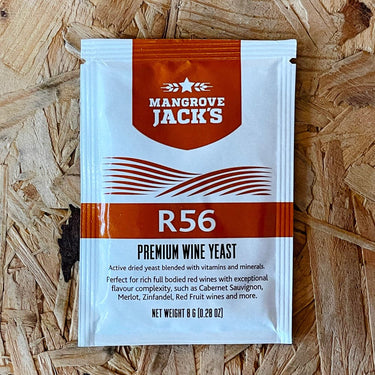 MANGROVE
JACK'S
R56
PREMIUM WINE YEAST
Active dried yeast blended with vitamins and minerals.
Perfect for rich full bodied red wines with exceptional
flavour complexity, such as Cabernet Sauvignon,
Merlot, Zinfandel, Red Fruit wines and more.
NET WEIGHT 8 G (0.28 OZ)